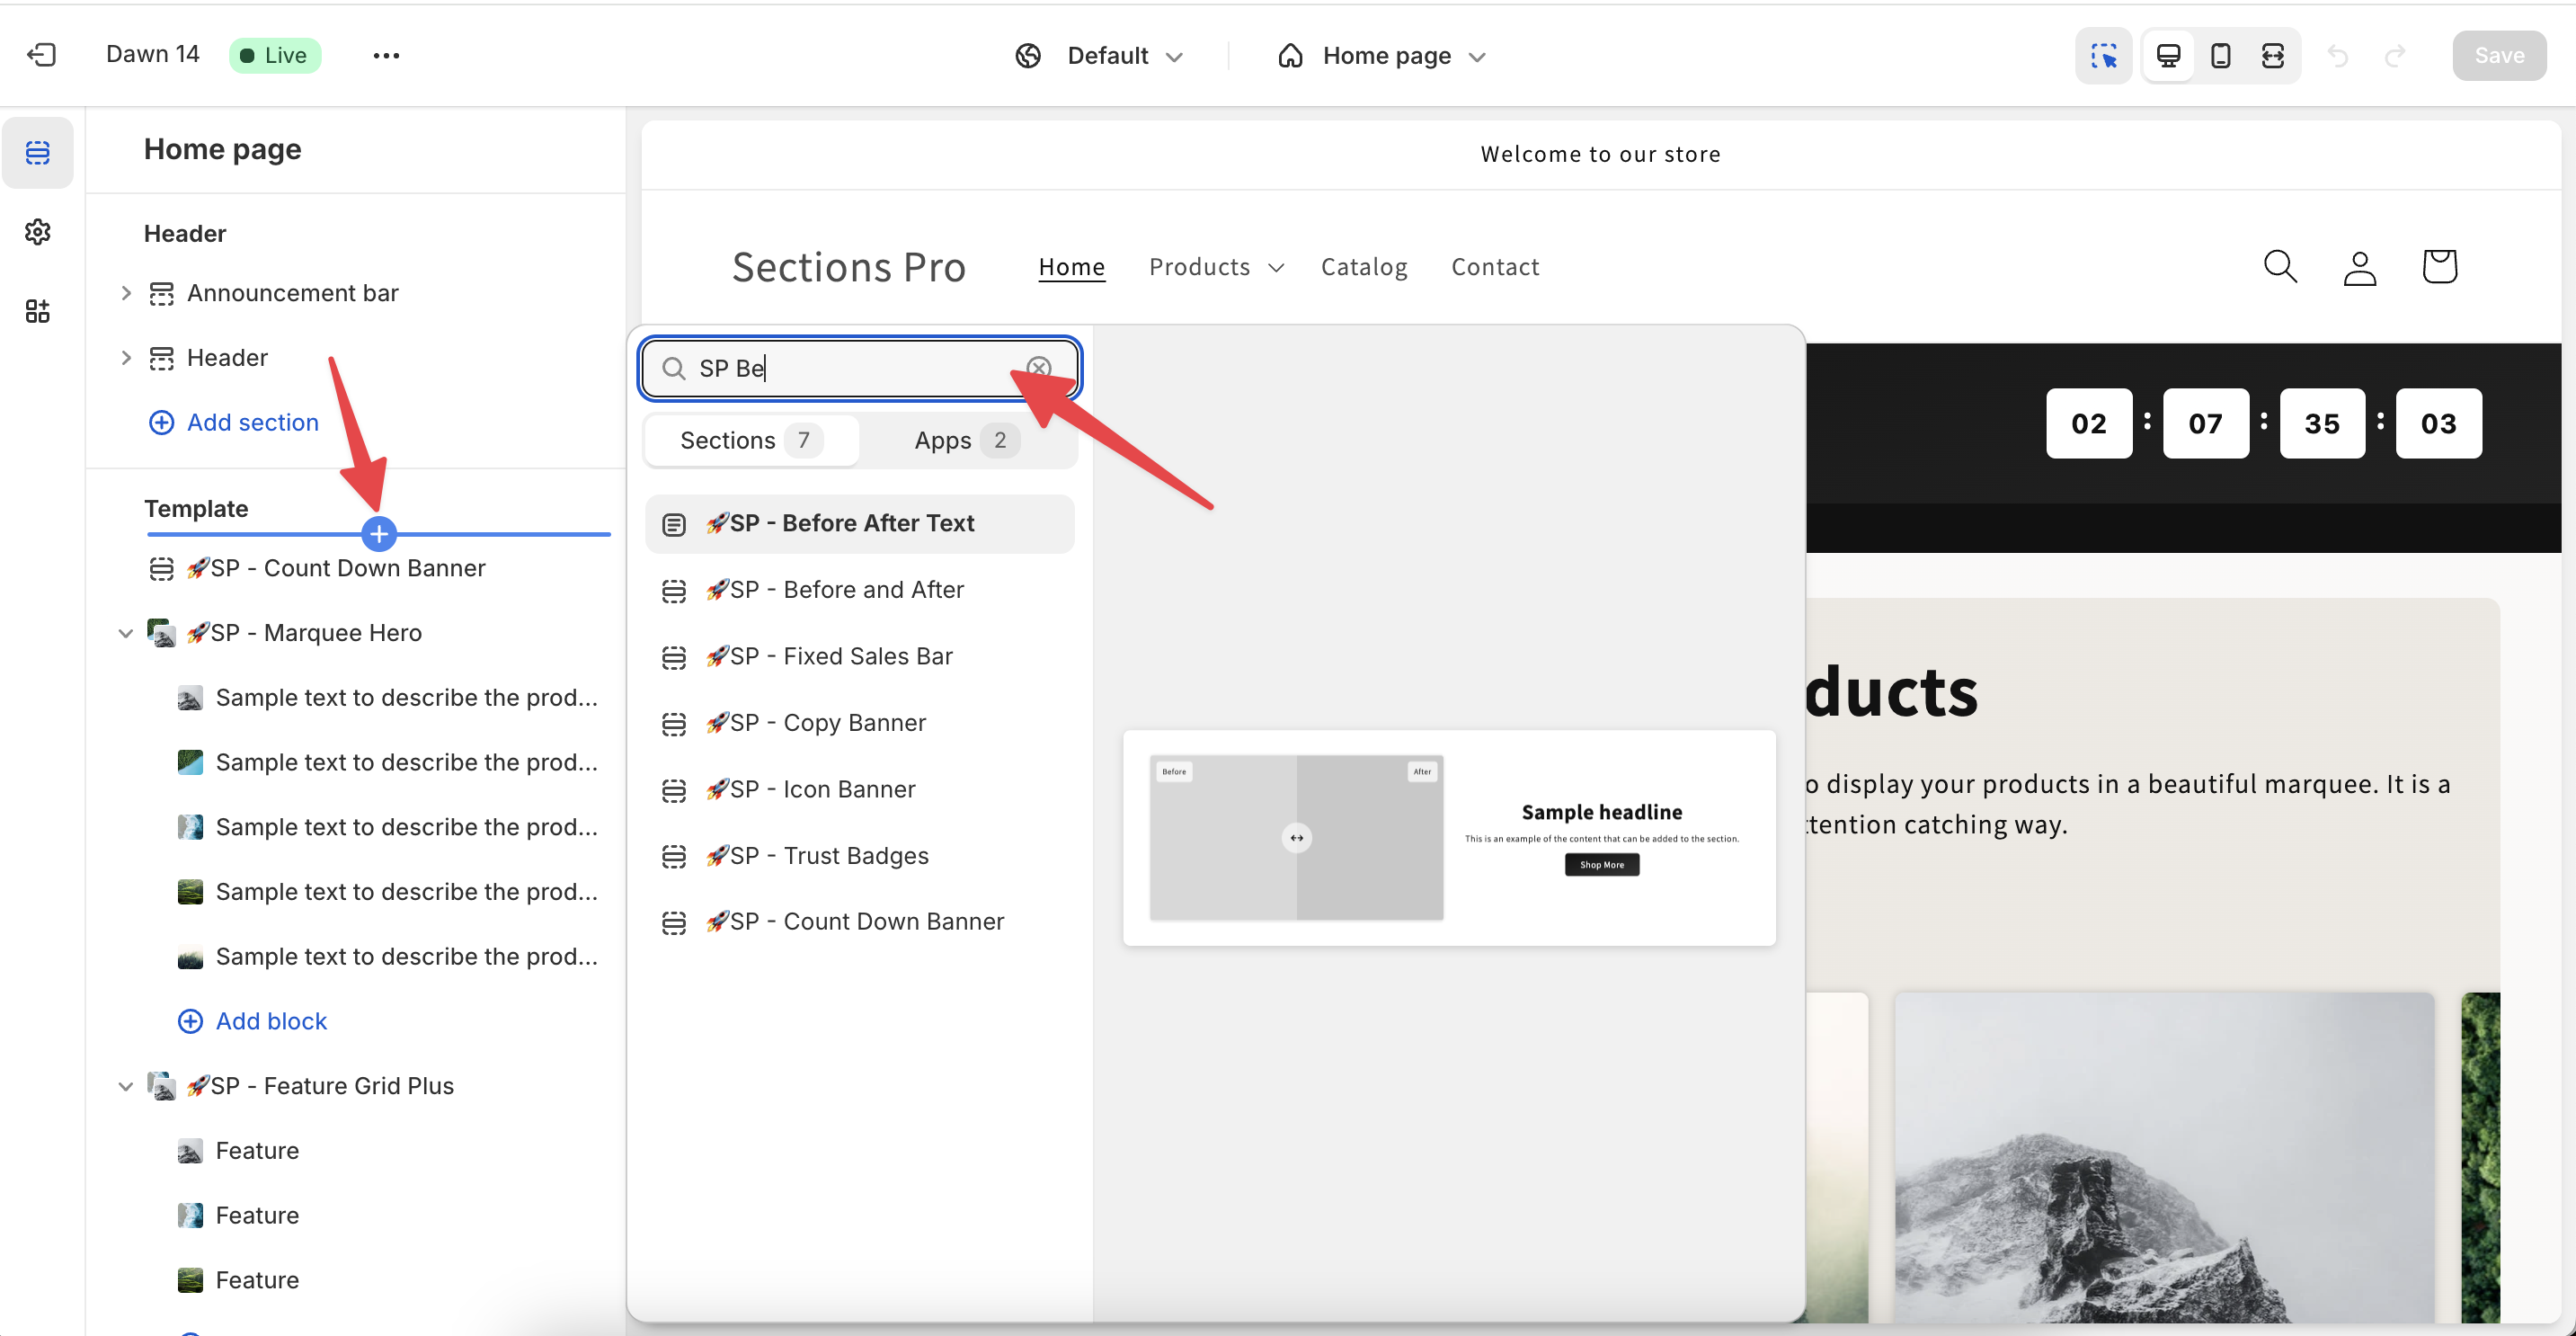 Dawn 14
Live
Default
Home page
Save
Home page
Header
Announcement bar
Header
Add section
Template
🚀SP - Count Down Banner
🚀SP - Marquee Hero
Sample text to describe the prod...
Sample text to describe the prod...
Sample text to describe the prod...
Sample text to describe the prod...
Sample text to describe the prod...
Add block
🚀SP - Feature Grid Plus
Feature
Feature
Feature
SP Be
Sections 7
Apps 2
🚀SP - Before After Text
🚀SP - Before and After
🚀SP - Fixed Sales Bar
🚀SP - Copy Banner
🚀SP - Icon Banner
🚀SP - Trust Badges
🚀SP - Count Down Banner
Before
After
Sample headline
This is an example of the content that can be added to the section.
Shop More
Welcome to our store
Sections Pro
Home
Products
Catalog
Contact
02 : 07 : 35 : 03
ducts
o display your products in a beautiful marquee. It is a
ttention catching way.